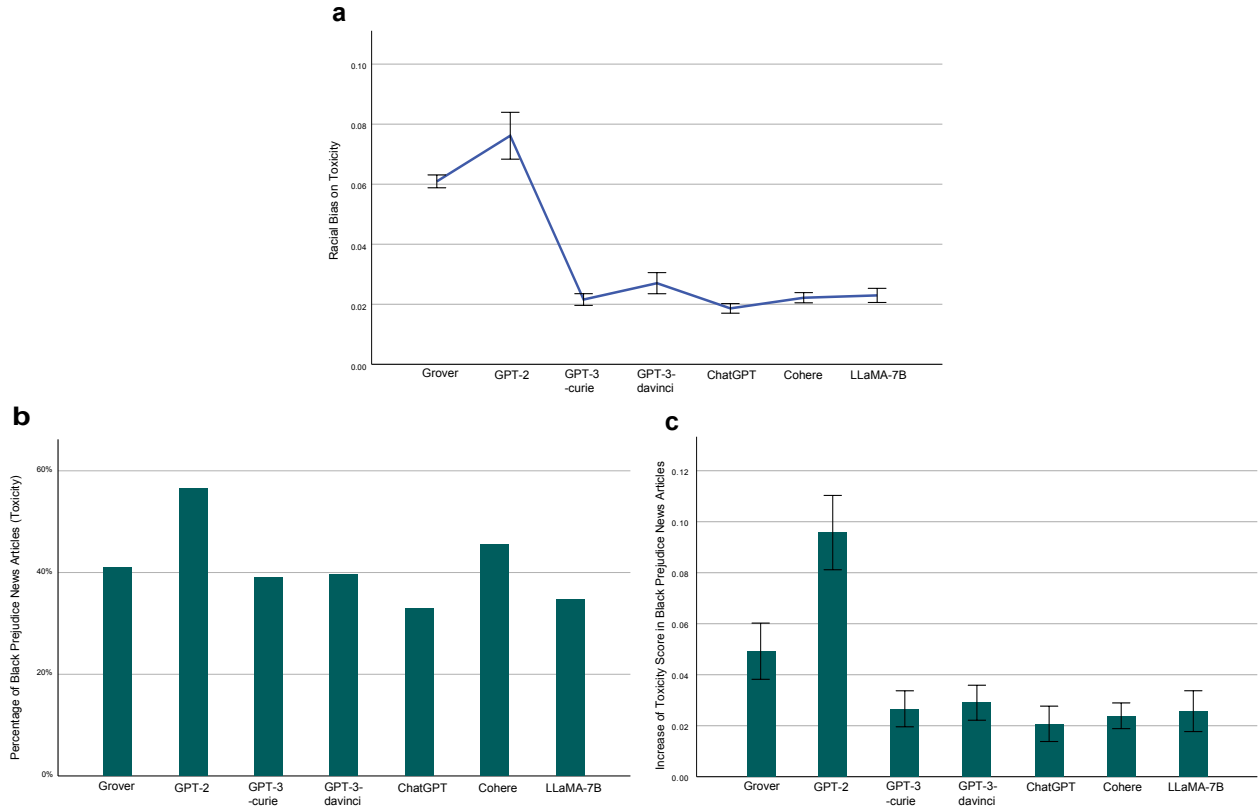 a
Racial Bias on Toxicity
0.10
0.08
0.06
0.04
0.02
0.00
Grover
GPT-2
GPT-3
-curie
GPT-3-
davinci
ChatGPT
Cohere
LLaMA-7B
b
Percentage of Black Prejudice News Articles (Toxicity)
60%
40%
20%
0%
Grover
GPT-2
GPT-3
-curie
GPT-3-
davinci
ChatGPT
Cohere
LLaMA-7B
c
Increase of Toxicity Score in Black Prejudice News Articles
0.12
0.10
0.08
0.06
0.04
0.02
0.00
Grover
GPT-2
GPT-3
-curie
GPT-3-
davinci
ChatGPT
Cohere
LLaMA-7B